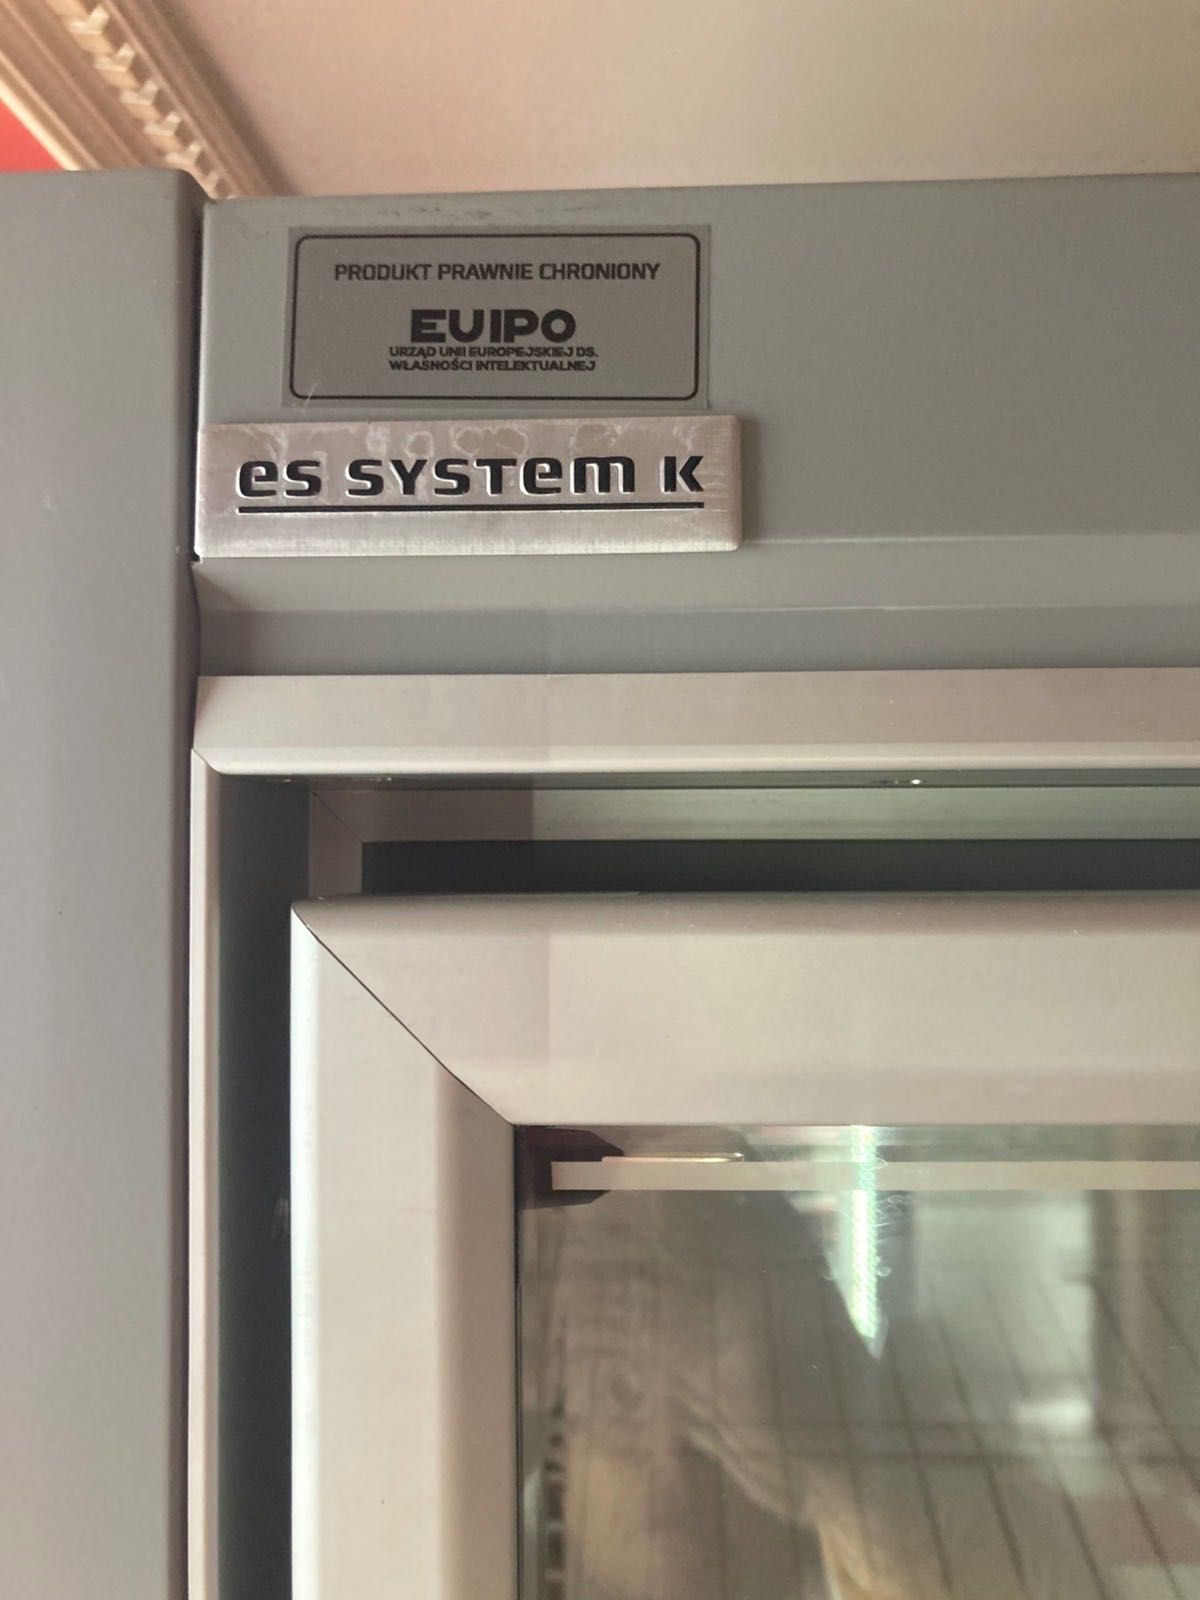 PRODUKT PRAWNIE CHRONIONY
EUIPO
URZĄD UNII EUROPEJSKIEJ DS.
WŁASNOŚCI INTELEKTUALNEJ
es system k